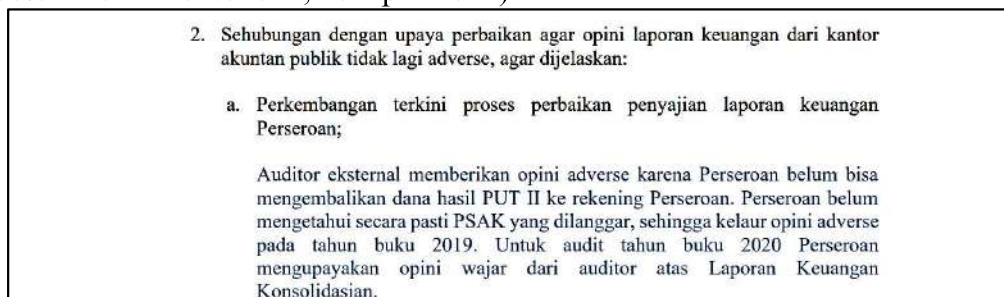 2. Sehubungan dengan upaya perbaikan agar opini laporan keuangan dari kantor
akuntan publik tidak lagi adverse, agar dijelaskan:
a. Perkembangan terkini proses perbaikan penyajian laporan keuangan
Perseroan;
Auditor eksternal memberikan opini adverse karena Perseroan belum bisa
mengembalikan dana hasil PUT II ke rekening Perseroan. Perseroan belum
mengetahui secara pasti PSAK yang dilanggar, sehingga kelaur opini adverse
pada tahun buku 2019. Untuk audit tahun buku 2020 Perseroan
mengupayakan opini wajar dari auditor atas Laporan Keuangan
Konsolidasian.